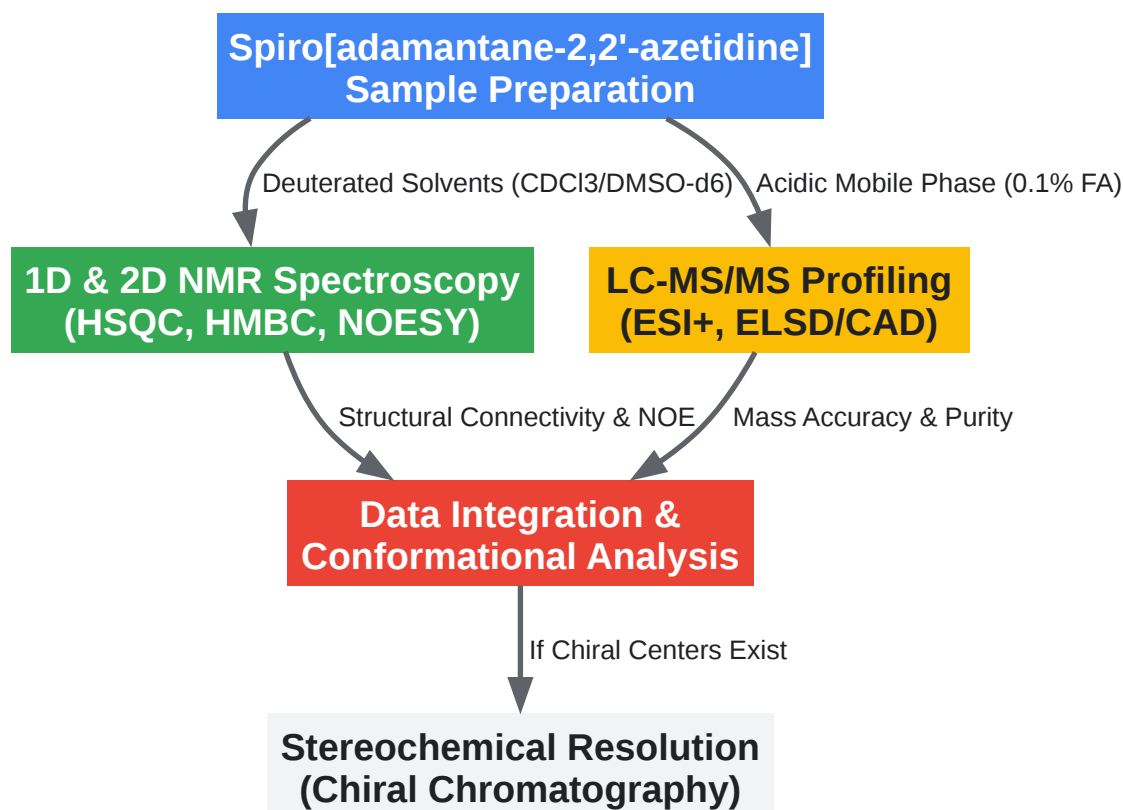 Spiro[adamantane-2,2'-azetidine]
Sample Preparation
Deuterated Solvents (CDCl3/DMSO-d6)
Acidic Mobile Phase (0.1% FA)
1D & 2D NMR Spectroscopy
(HSQC, HMBC, NOESY)
LC-MS/MS Profiling
(ESI+, ELSD/CAD)
Structural Connectivity & NOE
Mass Accuracy & Purity
Data Integration &
Conformational Analysis
If Chiral Centers Exist
Stereochemical Resolution
(Chiral Chromatography)